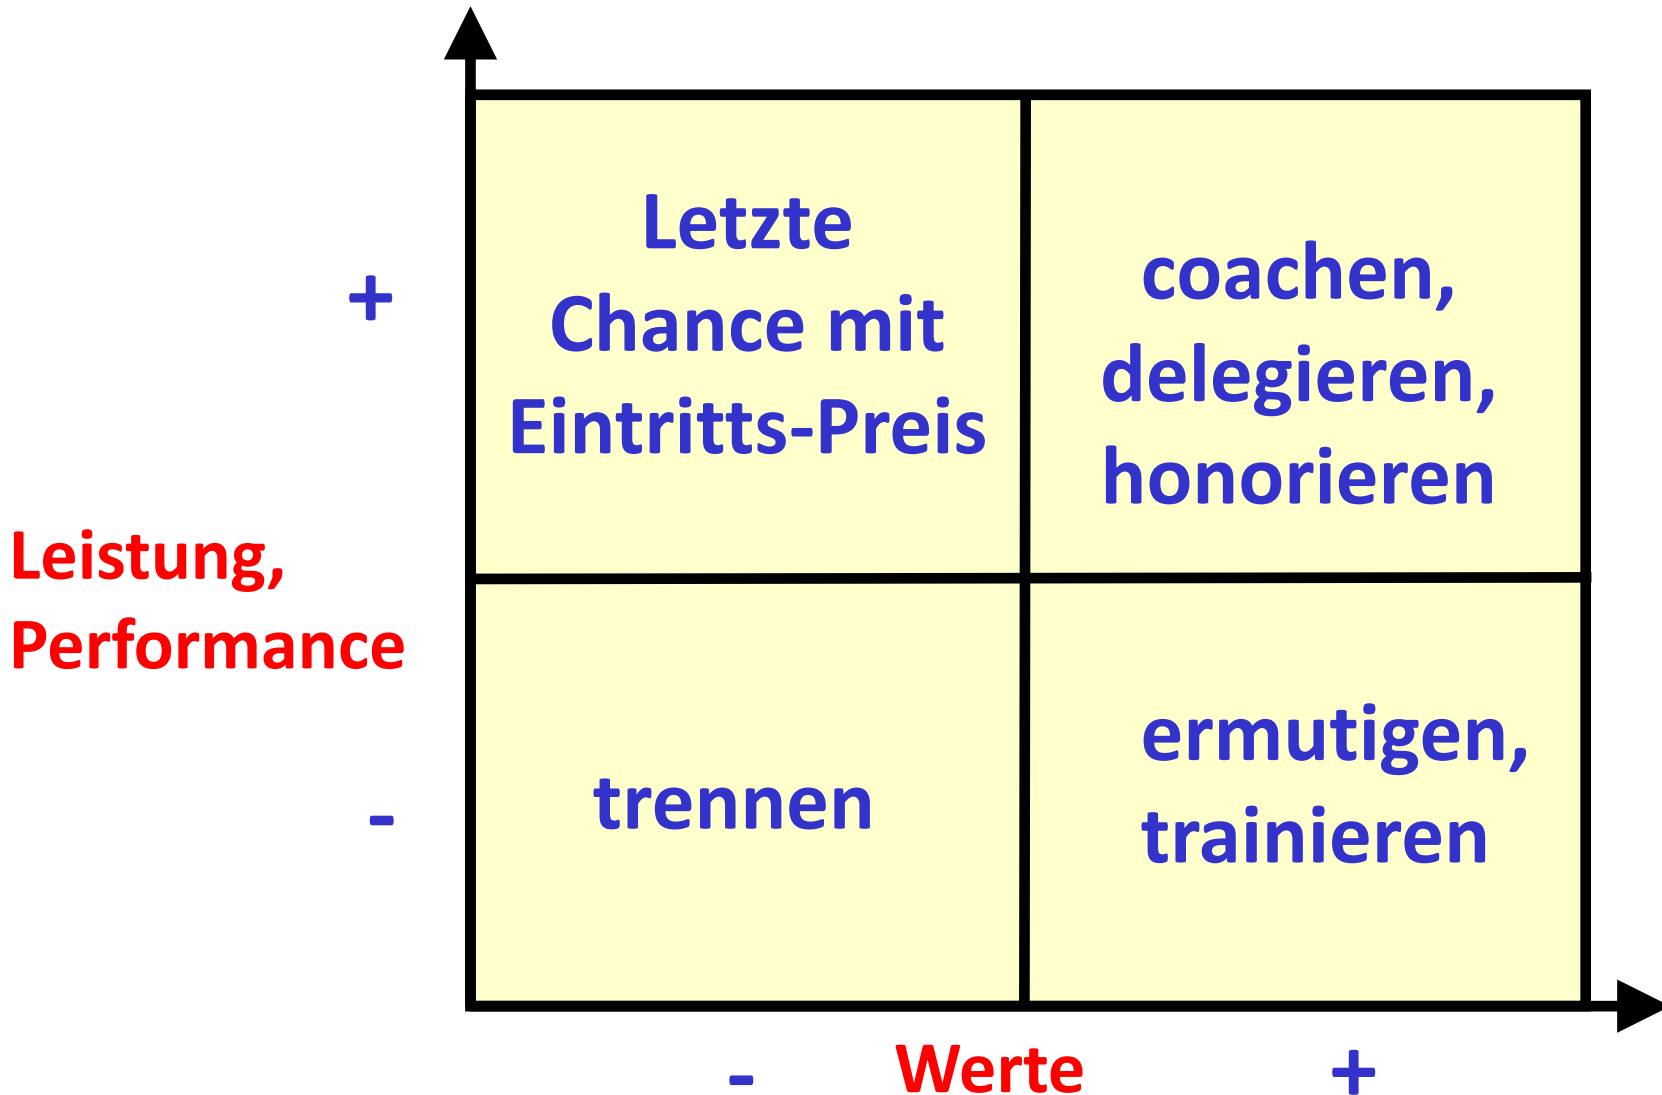 Letzte
Chance mit
Eintritts-Preis
coachen,
delegieren,
honorieren
+
Leistung,
Performance
trennen
ermutigen,
trainieren
-
-
Werte
+